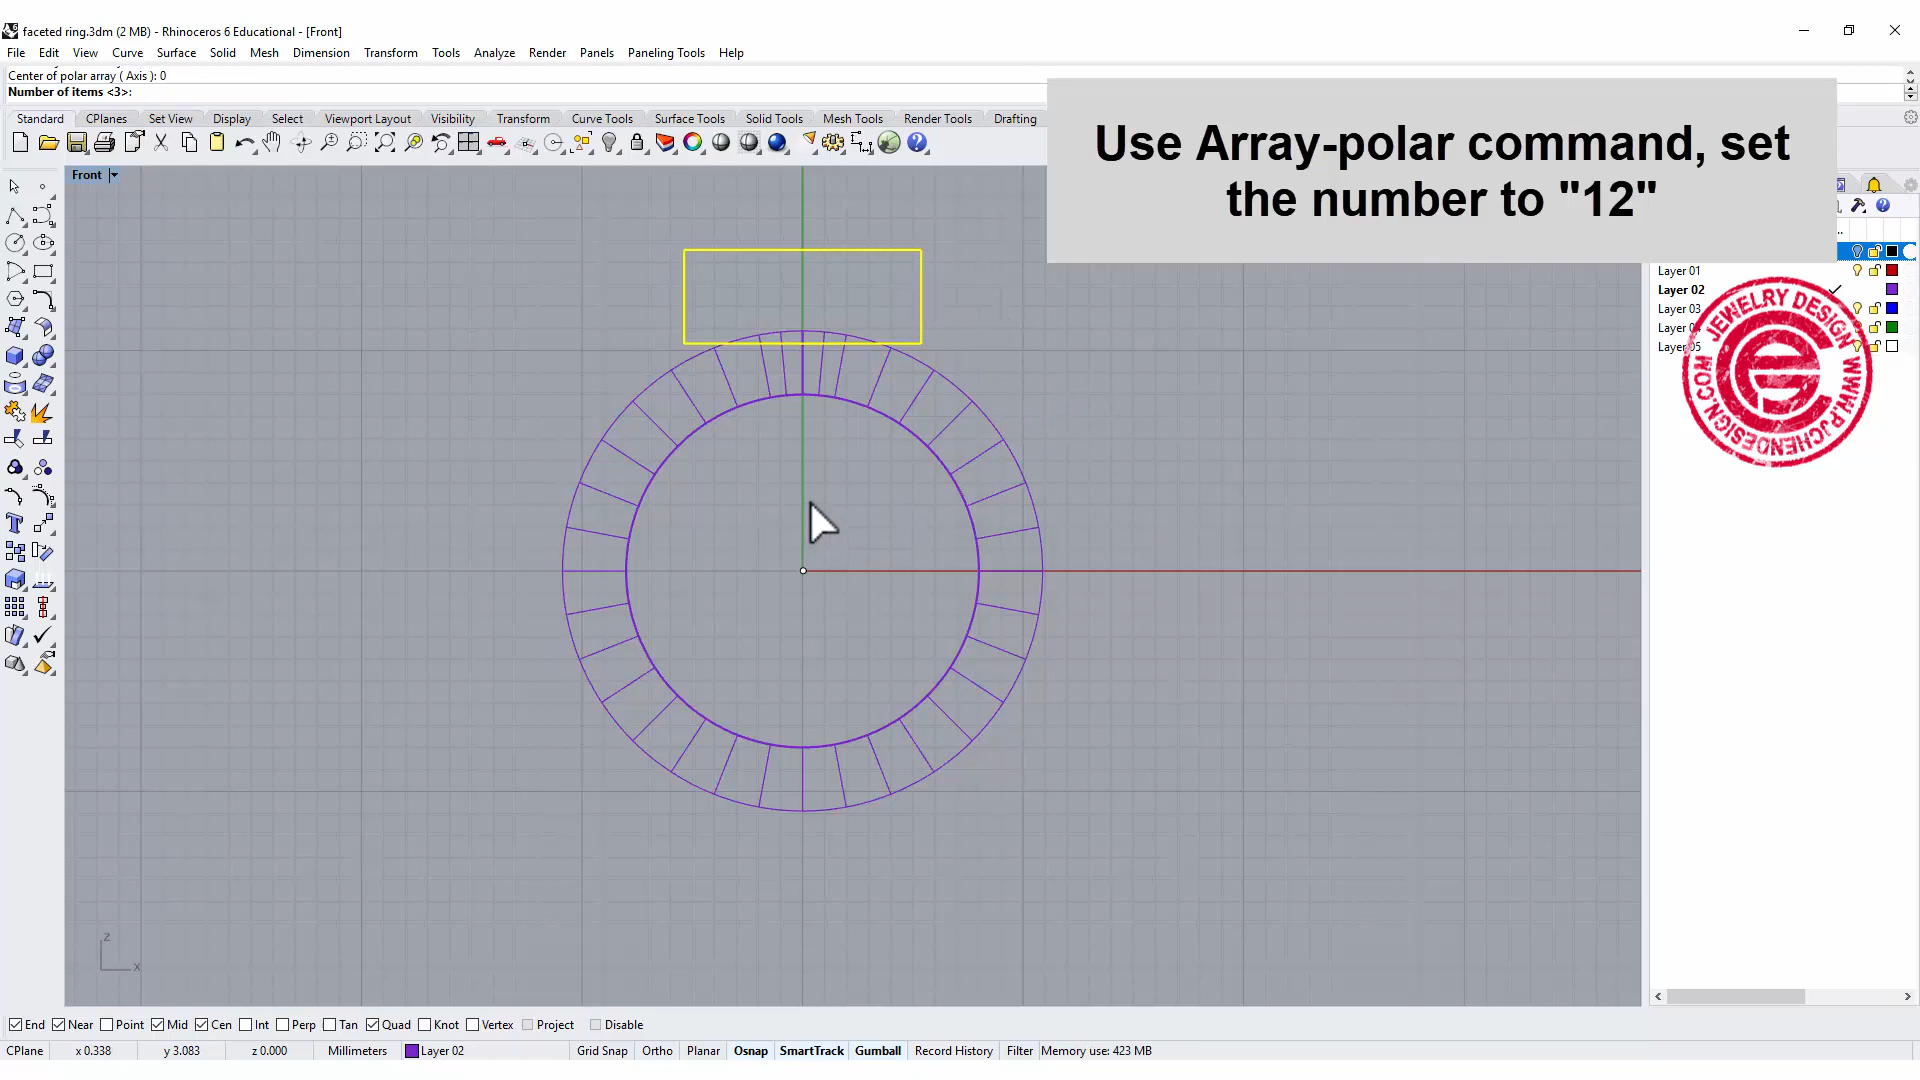 faceted ring.3dm (2 MB) - Rhinoceros 6 Educational - [Front]
File Edit View Curve Surface Solid Mesh Dimension Transform Tools Analyze Render Panels Paneling Tools Help
Center of polar array ( Axis ): 0
Number of items <3>:
Standard CPlanes Set View Display Select Viewport Layout Visibility Transform Curve Tools Surface Tools Solid Tools Mesh Tools Render Tools Drafting
Use Array-polar command, set
the number to "12"
Front
Layer 01
Layer 02
Layer 03
Layer
JEWELRY DESIGN WWW.PJCHENDESIGN.COM
z
x
End Near Point Mid Cen Int Perp Tan Quad Knot Vertex Project Disable
CPlane x 0.338 y 3.083 z 0.000 Millimeters Layer 02 Grid Snap Ortho Planar Osnap SmartTrack Gumball Record History Filter Memory use: 423 MB